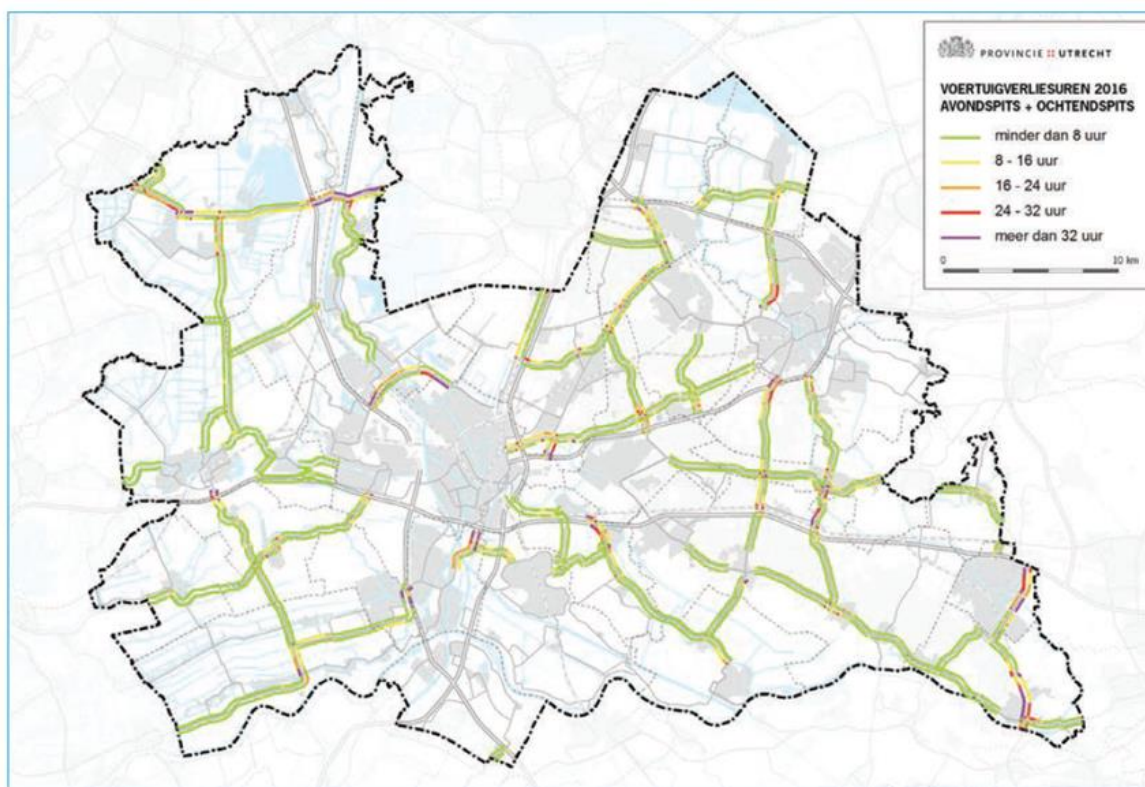 PROVINCIE UTRECHT
VOERTUIGVERLIESUREN 2016
AVONDSPITS + OCHTENDSPITS
minder dan 8 uur
8 - 16 uur
16 - 24 uur
24 - 32 uur
meer dan 32 uur
0 10 km